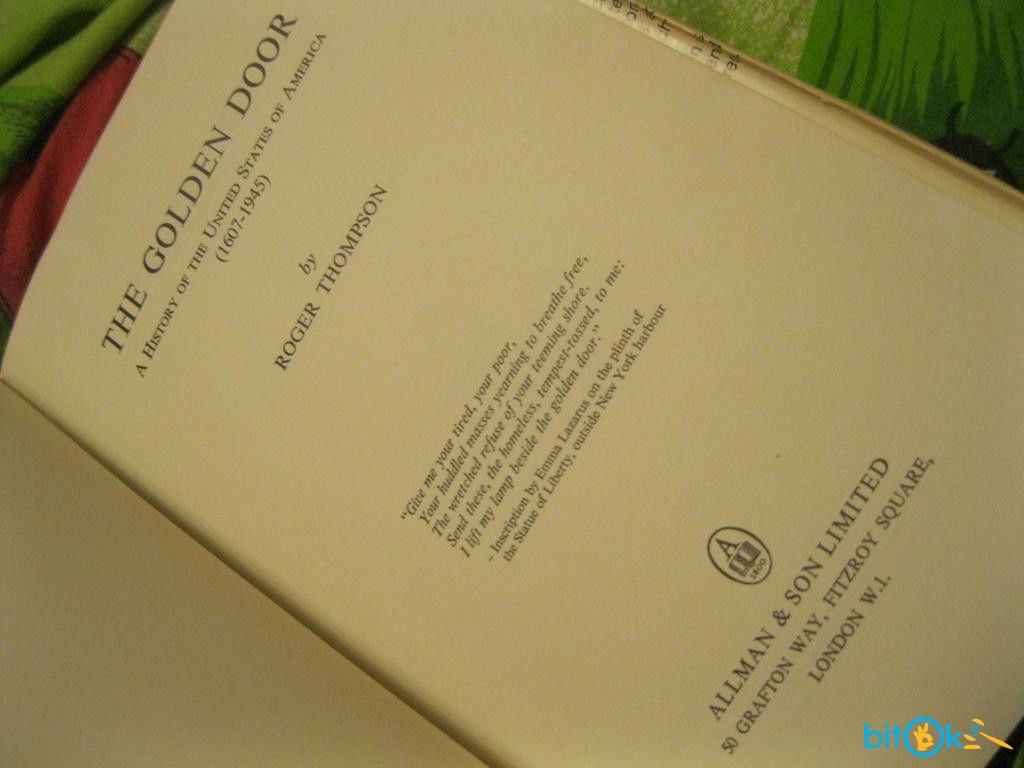 THE GOLDEN DOOR
A HISTORY OF THE UNITED STATES OF AMERICA
(1607-1945)
by
ROGER THOMPSON
"Give me your tired, your poor,
Your huddled masses yearning to breathe free,
The wretched refuse of your teeming shore.
Send these, the homeless, tempest-tossed, to me:
I lift my lamp beside the golden door."
- Inscription by Emma Lazarus on the plinth of
the Statue of Liberty, outside New York harbour
A
1800
ALLMAN & SON LIMITED
50 GRAFTON WAY, FITZROY SQUARE,
LONDON W.1.
bitOk